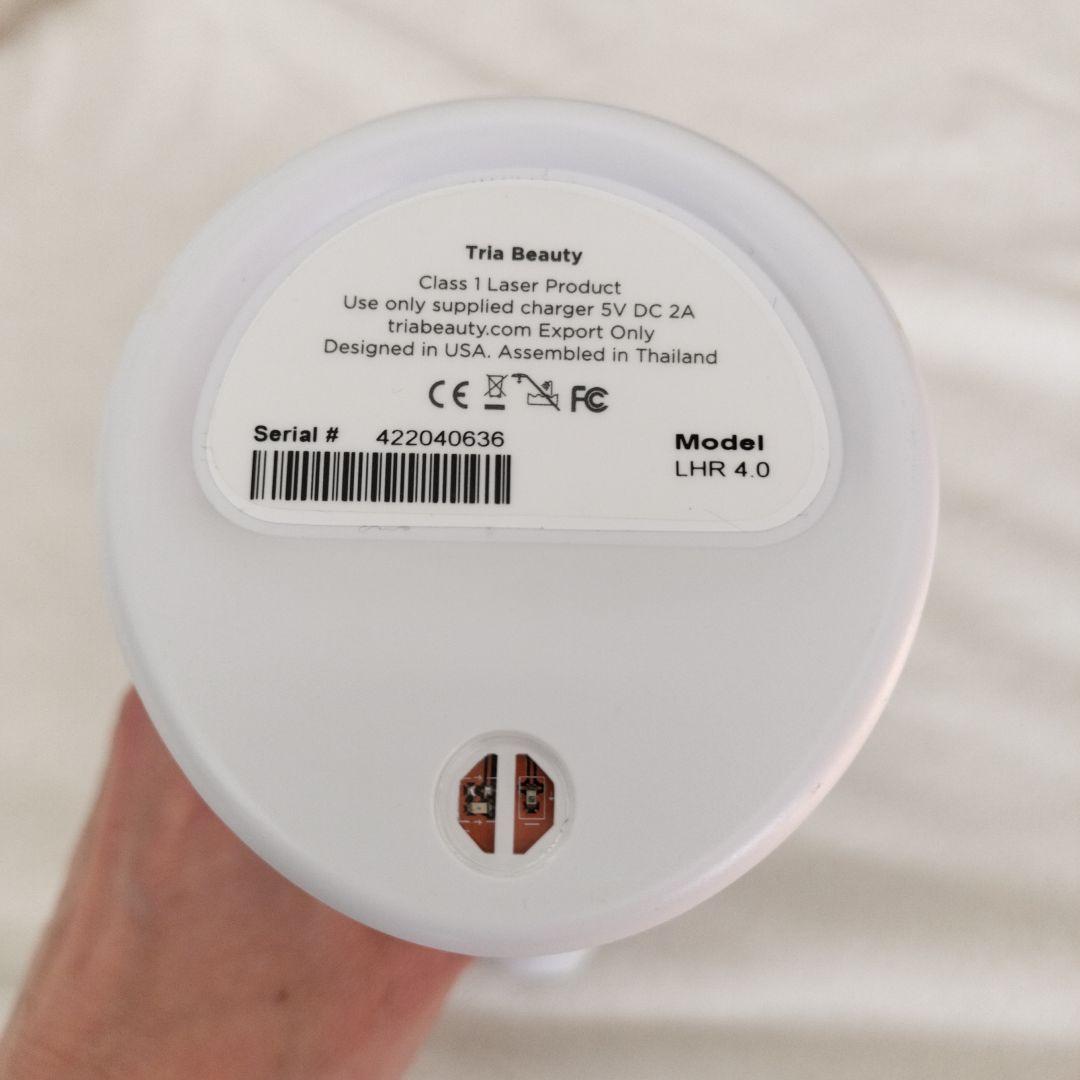 Tria Beauty
Class 1 Laser Product
Use only supplied charger 5V DC 2A
triabeauty.com Export Only
Designed in USA. Assembled in Thailand
CE FC
Serial # 422040636
Model
LHR 4.0